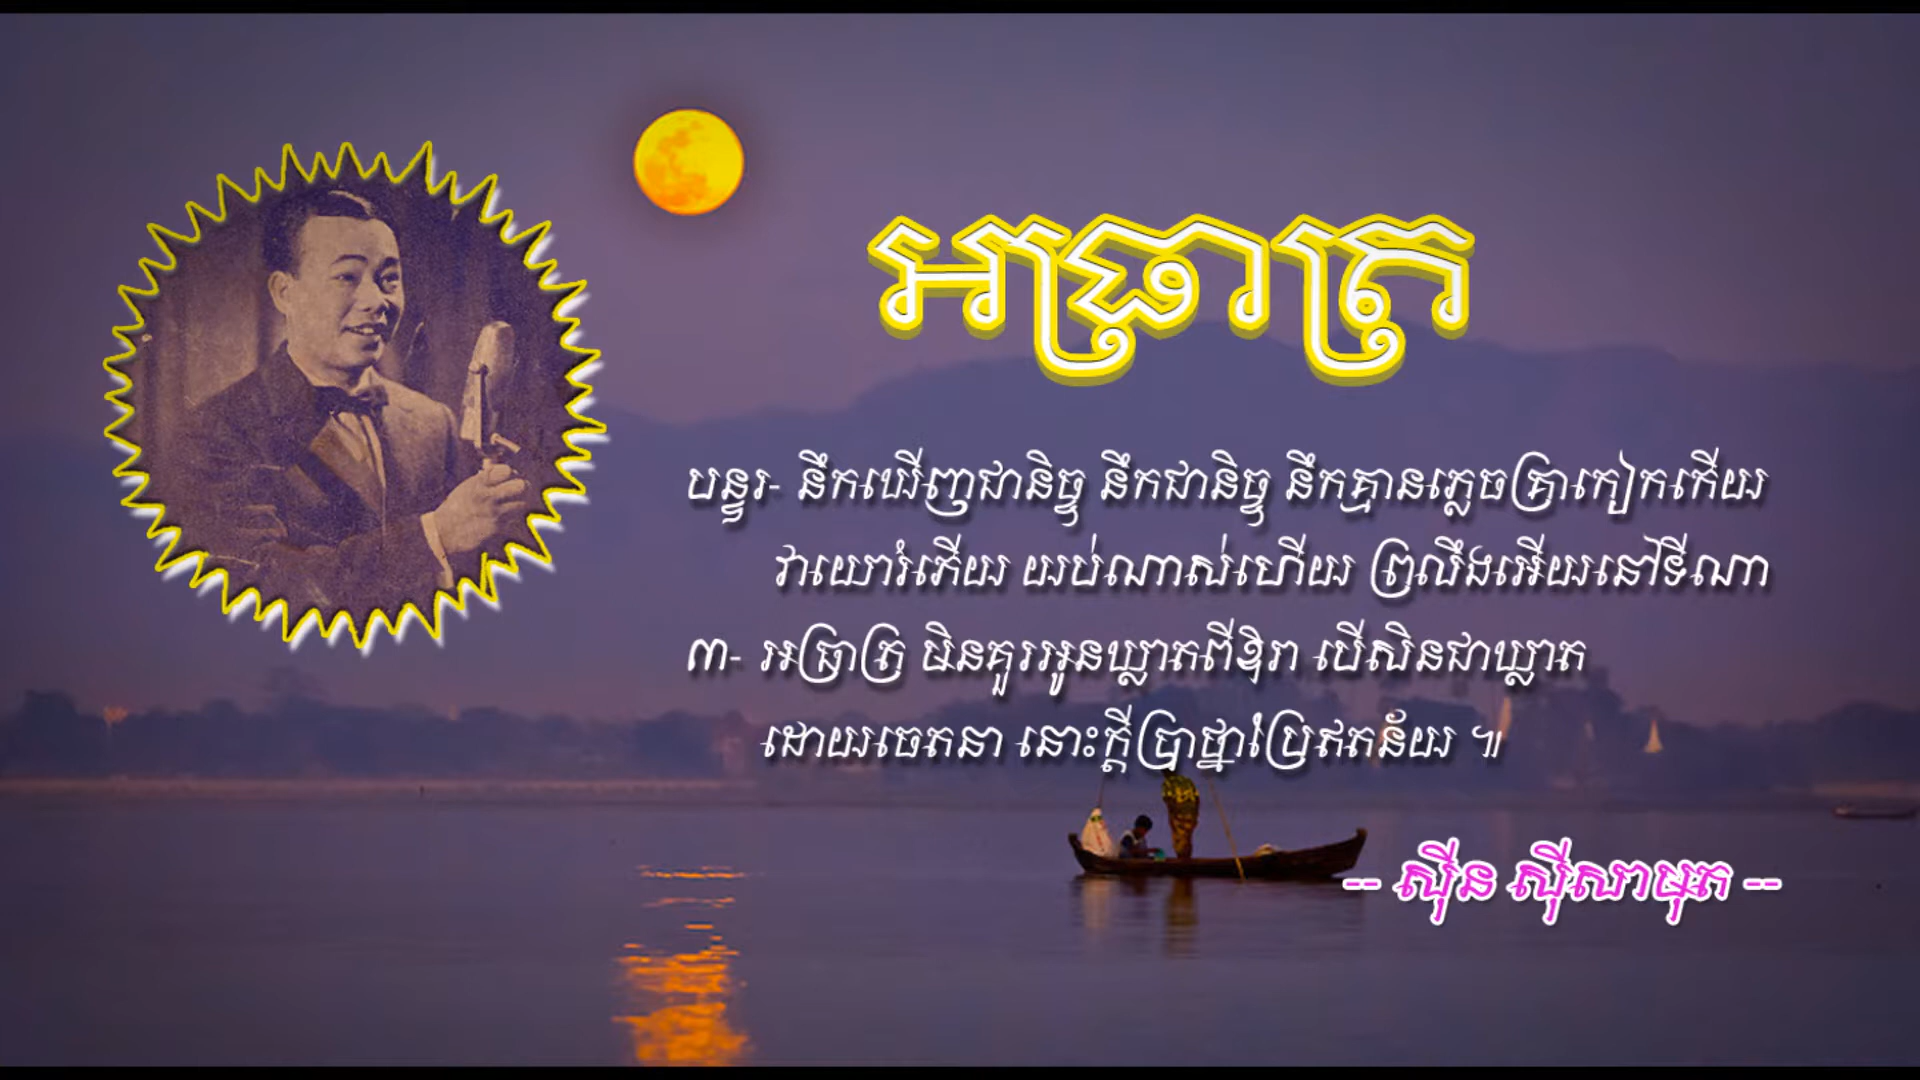 អធ្រាត្រ
បន្ទរ- នឹកឃើញជានិច្ច នឹកជានិច្ច នឹកគ្មានភ្លេចគ្រាកៀកកើយ
វាយោរំភើយ យប់ណាស់ហើយ ព្រលឹងអើយនៅទីណា
៣- អធ្រាត្រ មិនគួរអូនឃ្លាតពីឱរា បើសិនជាឃ្លាត
ដោយចេតនា នោះក្តីប្រាថ្នារំប្រែឥតន័យ ៕
-- ស៊ីន ស៊ីសាមុត --